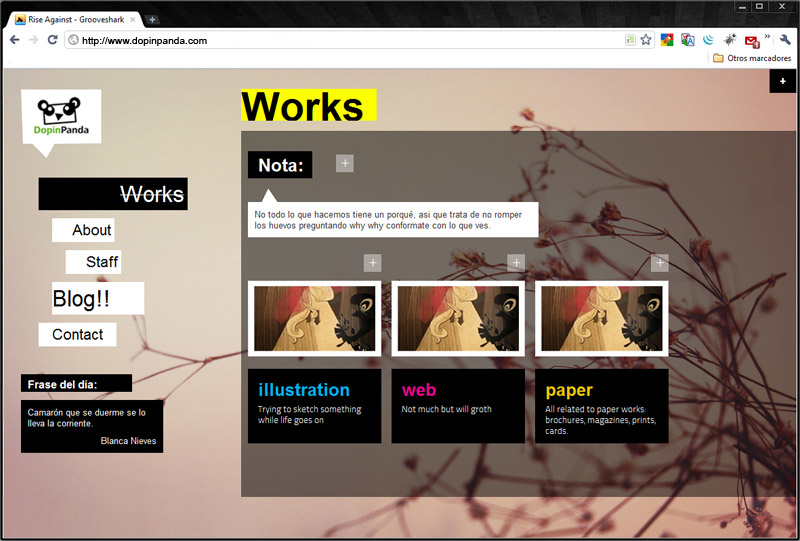 Rise Against - Grooveshark
http://www.dopinpanda.com
Otros marcadores
+
DopinPanda
Works
Works
About
Staff
Blog!!
Contact
Frase del día:
Camarón que se duerme se lo
lleva la corriente.
Blanca Nieves
Nota:
+
No todo lo que hacemos tiene un porqué, asi que trata de no romper
los huevos preguntando why why conformate con lo que ves.
+
+
+
illustration
Trying to sketch something
while life goes on
web
Not much but will groth
paper
All related to paper works:
brochures, magazines, prints,
cards.